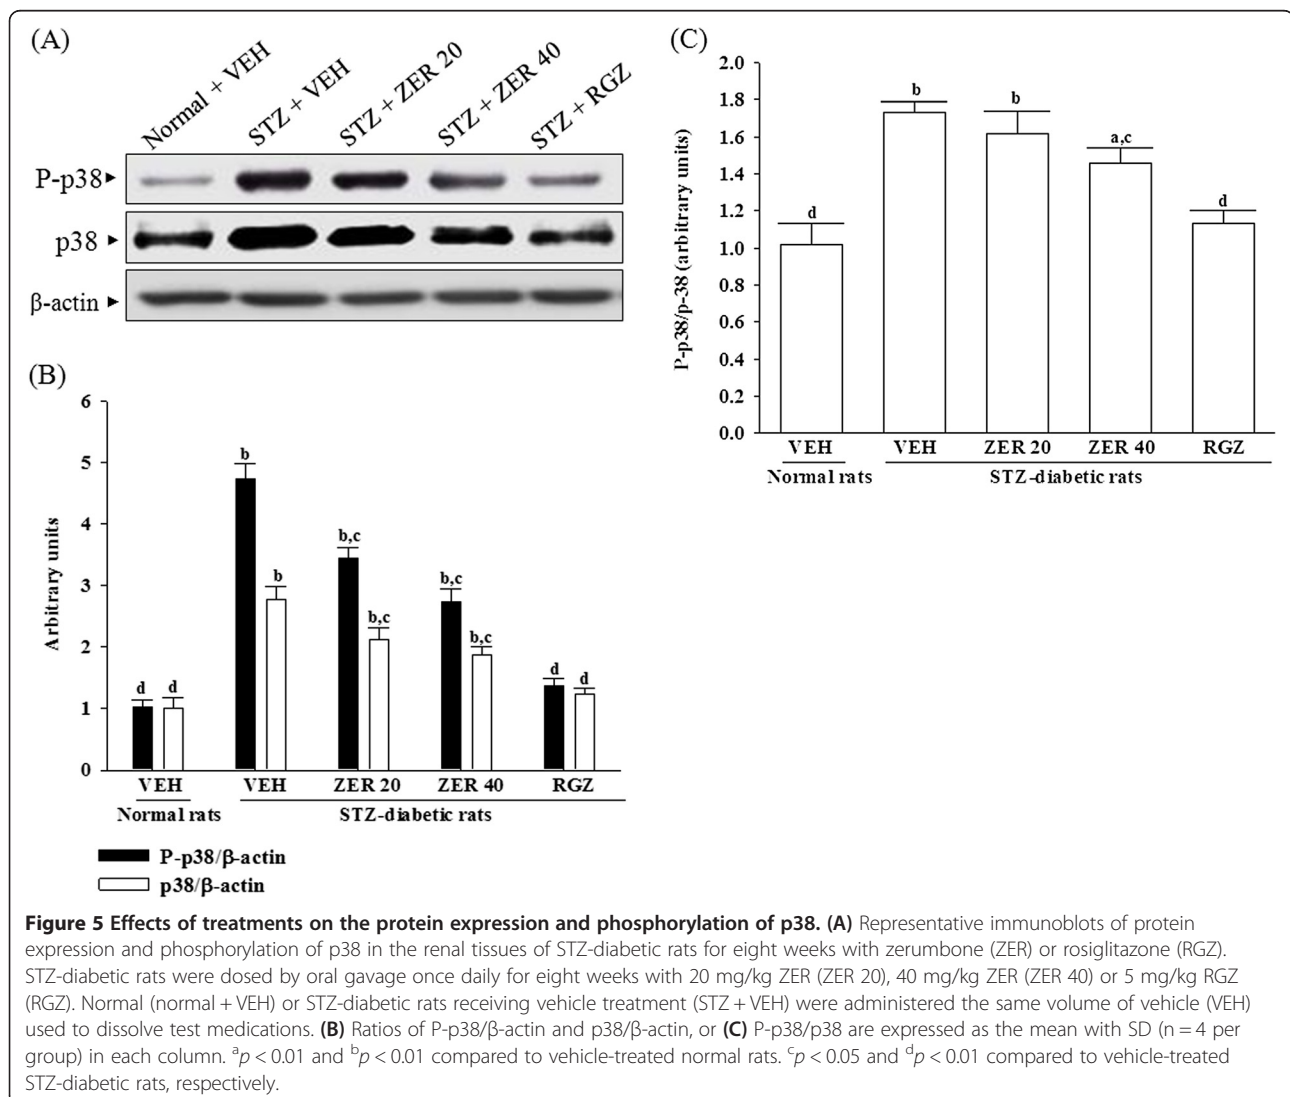 (A)
Normal + VEH
STZ + VEH
STZ + ZER 20
STZ + ZER 40
STZ + RGZ
P-p38
p38
β-actin
(B)
Arbitrary units
6
5
4
3
2
1
0
d d
b b
b,c b,c
b,c b,c
d d
VEH VEH ZER 20 ZER 40 RGZ
Normal rats STZ-diabetic rats
P-p38/β-actin
p38/β-actin
(C)
P-p38/p-38 (arbitrary units)
2.0
1.8
1.6
1.4
1.2
1.0
0.8
0.6
0.4
0.2
0.0
d b b a,c d
VEH VEH ZER 20 ZER 40 RGZ
Normal rats STZ-diabetic rats
Figure 5 Effects of treatments on the protein expression and phosphorylation of p38. (A) Representative immunoblots of protein
expression and phosphorylation of p38 in the renal tissues of STZ-diabetic rats for eight weeks with zerumbone (ZER) or rosiglitazone (RGZ).
STZ-diabetic rats were dosed by oral gavage once daily for eight weeks with 20 mg/kg ZER (ZER 20), 40 mg/kg ZER (ZER 40) or 5 mg/kg RGZ
(RGZ). Normal (normal + VEH) or STZ-diabetic rats receiving vehicle treatment (STZ + VEH) were administered the same volume of vehicle (VEH)
used to dissolve test medications. (B) Ratios of P-p38/β-actin and p38/β-actin, or (C) P-p38/p38 are expressed as the mean with SD (n = 4 per
group) in each column. ᵃp < 0.01 and ᵇp < 0.01 compared to vehicle-treated normal rats. ᶜp < 0.05 and ᵈp < 0.01 compared to vehicle-treated
STZ-diabetic rats, respectively.